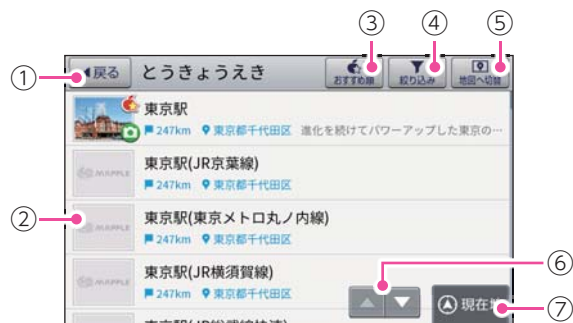 ③ ④ ⑤
① 戻る とうきょうえき おすすめ順 絞り込み 地図へ切替
東京駅
247km 東京都千代田区 進化を続けてパワーアップした東京の…
MAPPLE 東京駅(JR京葉線)
247km 東京都千代田区
② MAPPLE 東京駅(東京メトロ丸ノ内線)
247km 東京都千代田区
MAPPLE 東京駅(JR横須賀線)
⑥
247km 東京都千代田区
現在地 ⑦